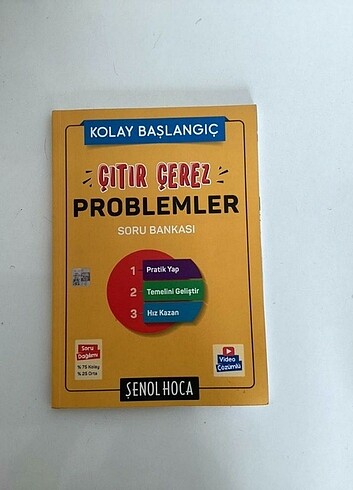 KOLAY BAŞLANGIÇ
ÇITIR ÇEREZ
PROBLEMLER
SORU BANKASI
1 Pratik Yap
2 Temelini Geliştir
3 Hız Kazan
Soru
Dağılımı
% 75 Kolay
% 25 Orta
Video
Çözümlü
ŞENOL HOCA